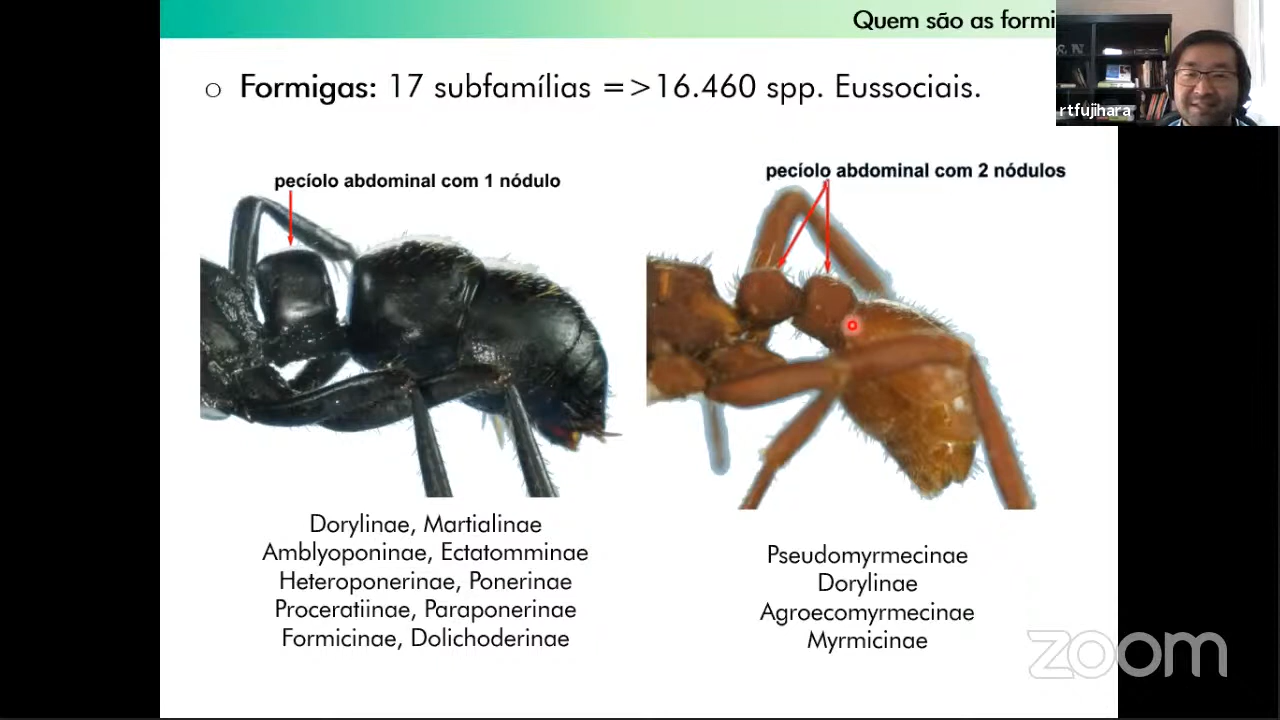 Quem são as formi
rtfujihara
○ Formigas: 17 subfamílias =>16.460 spp. Eussociais.
pecíolo abdominal com 1 nódulo
pecíolo abdominal com 2 nódulos
Dorylinae, Martialinae
Amblyoponinae, Ectatomminae
Heteroponerinae, Ponerinae
Proceratiinae, Paraponerinae
Formicinae, Dolichoderinae
Pseudomyrmecinae
Dorylinae
Agroecomyrmecinae
Myrmicinae
zoom